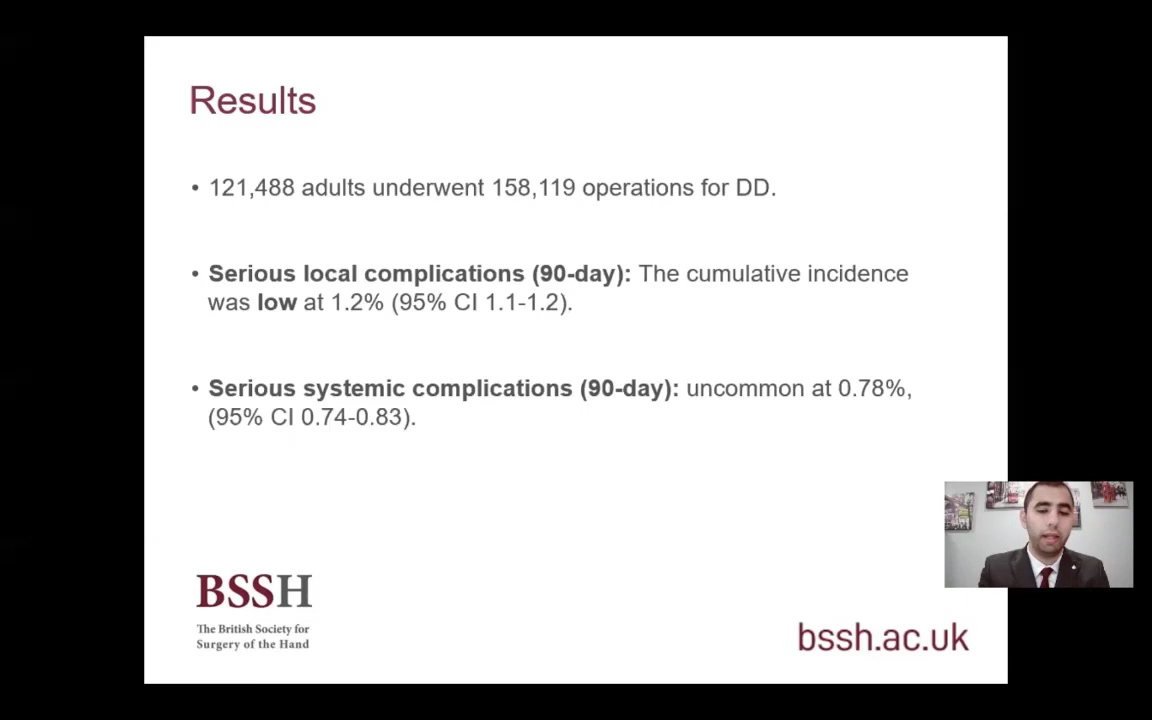 Results
• 121,488 adults underwent 158,119 operations for DD.
• Serious local complications (90-day): The cumulative incidence
was low at 1.2% (95% CI 1.1-1.2).
• Serious systemic complications (90-day): uncommon at 0.78%,
(95% CI 0.74-0.83).
BSSH
The British Society for
Surgery of the Hand
bssh.ac.uk